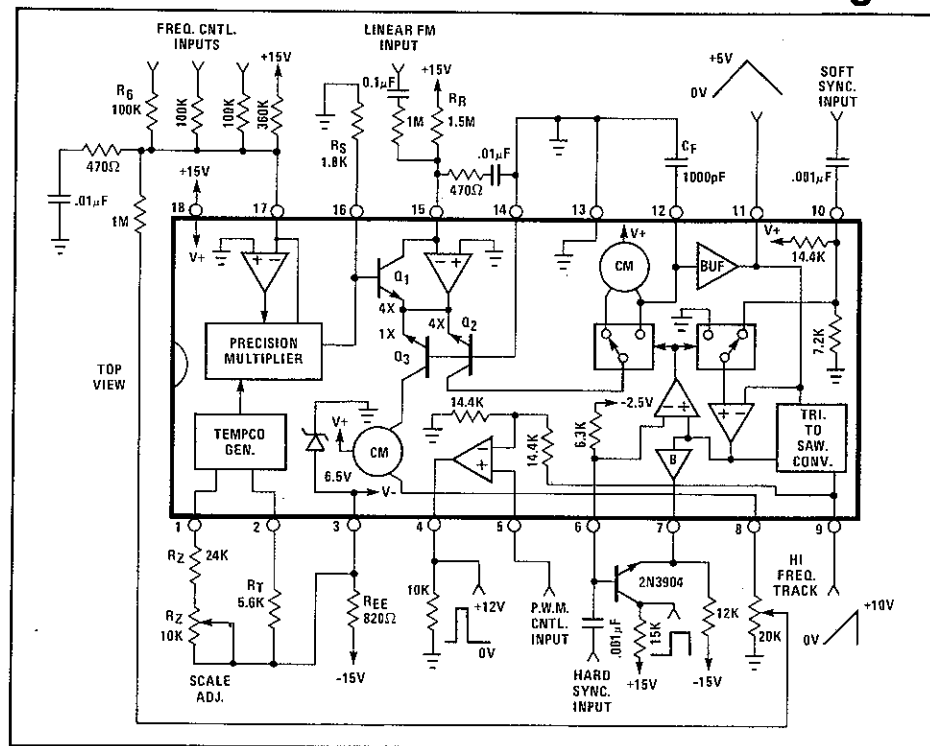 FREQ. CNTL.
INPUTS
LINEAR FM
INPUT
+5V
0V
SOFT
SYNC.
INPUT
+15V
R6
100K
100K
100K
360K
0.1µF
1M
+15V
RR
1.5M
RS
1.8K
470Ω
.01µF
CF
1000pF
.001µF
470Ω
.01µF
1M
+15V
18
17
16
15
14
13
12
11
10
V+
V+
V+
14.4K
CM
BUF
Q1
4X
1X
4X
Q2
Q3
PRECISION
MULTIPLIER
7.2K
TOP
VIEW
TEMPCO
GEN.
V+
14.4K
-2.5V
6.3K
14.4K
CM
6.5V
V-
B
TRI.
TO
SAW.
CONV.
1
2
3
4
5
6
7
8
9
RZ
24K
RT
5.6K
RZ
10K
REE
820Ω
-15V
SCALE
ADJ.
10K
+12V
0V
P.W.M.
CNTL.
INPUT
2N3904
.001µF
15K
+15V
12K
-15V
HARD
SYNC.
INPUT
20K
HI
FREQ.
TRACK
+10V
0V